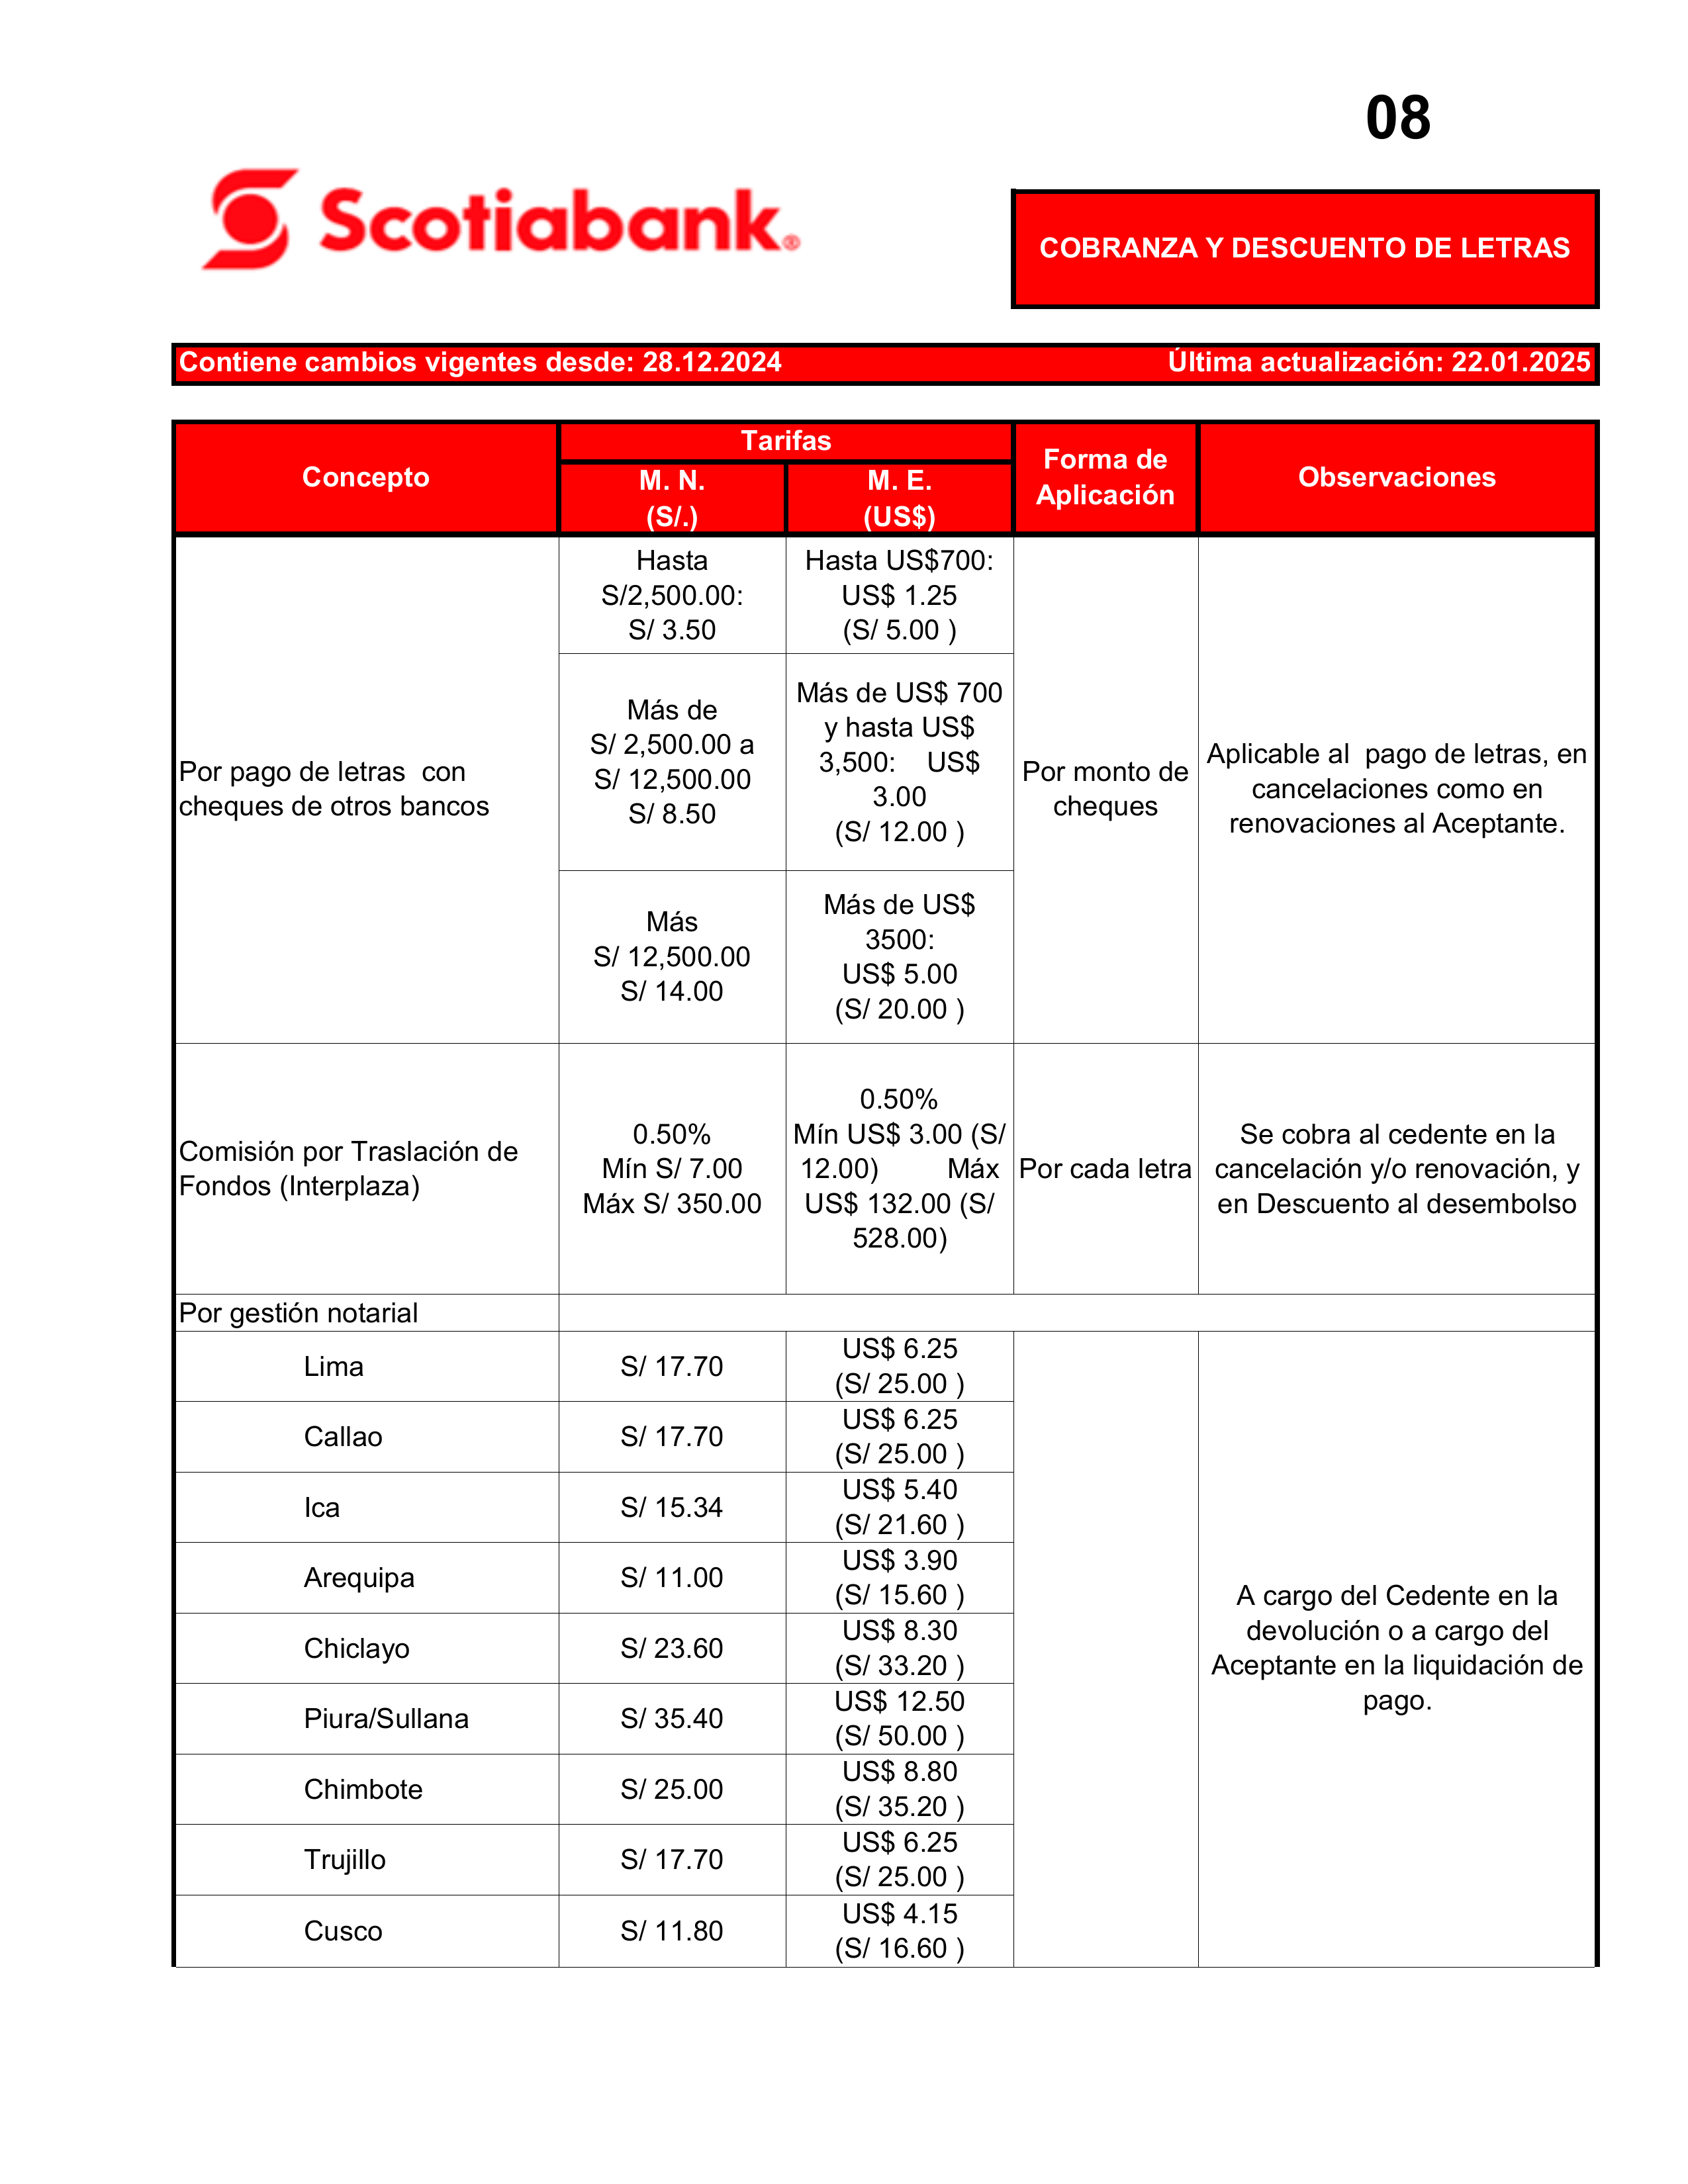 08
Scotiabank®
COBRANZA Y DESCUENTO DE LETRAS
Contiene cambios vigentes desde: 28.12.2024 Última actualización: 22.01.2025
Concepto
Tarifas
M. N.
(S/.)
M. E.
(US$)
Forma de
Aplicación
Observaciones
Por pago de letras con
cheques de otros bancos
Hasta
S/2,500.00:
S/ 3.50
Hasta US$700:
US$ 1.25
(S/ 5.00 )
Más de
S/ 2,500.00 a
S/ 12,500.00
S/ 8.50
Más de US$ 700
y hasta US$
3,500: US$
3.00
(S/ 12.00 )
Más
S/ 12,500.00
S/ 14.00
Más de US$
3500:
US$ 5.00
(S/ 20.00 )
Por monto de
cheques
Aplicable al pago de letras, en
cancelaciones como en
renovaciones al Aceptante.
Comisión por Traslación de
Fondos (Interplaza)
0.50%
Mín S/ 7.00
Máx S/ 350.00
0.50%
Mín US$ 3.00 (S/
12.00) Máx
US$ 132.00 (S/
528.00)
Por cada letra
Se cobra al cedente en la
cancelación y/o renovación, y
en Descuento al desembolso
Por gestión notarial
Lima
S/ 17.70
US$ 6.25
(S/ 25.00 )
Callao
S/ 17.70
US$ 6.25
(S/ 25.00 )
Ica
S/ 15.34
US$ 5.40
(S/ 21.60 )
Arequipa
S/ 11.00
US$ 3.90
(S/ 15.60 )
Chiclayo
S/ 23.60
US$ 8.30
(S/ 33.20 )
Piura/Sullana
S/ 35.40
US$ 12.50
(S/ 50.00 )
Chimbote
S/ 25.00
US$ 8.80
(S/ 35.20 )
Trujillo
S/ 17.70
US$ 6.25
(S/ 25.00 )
Cusco
S/ 11.80
US$ 4.15
(S/ 16.60 )
A cargo del Cedente en la
devolución o a cargo del
Aceptante en la liquidación de
pago.